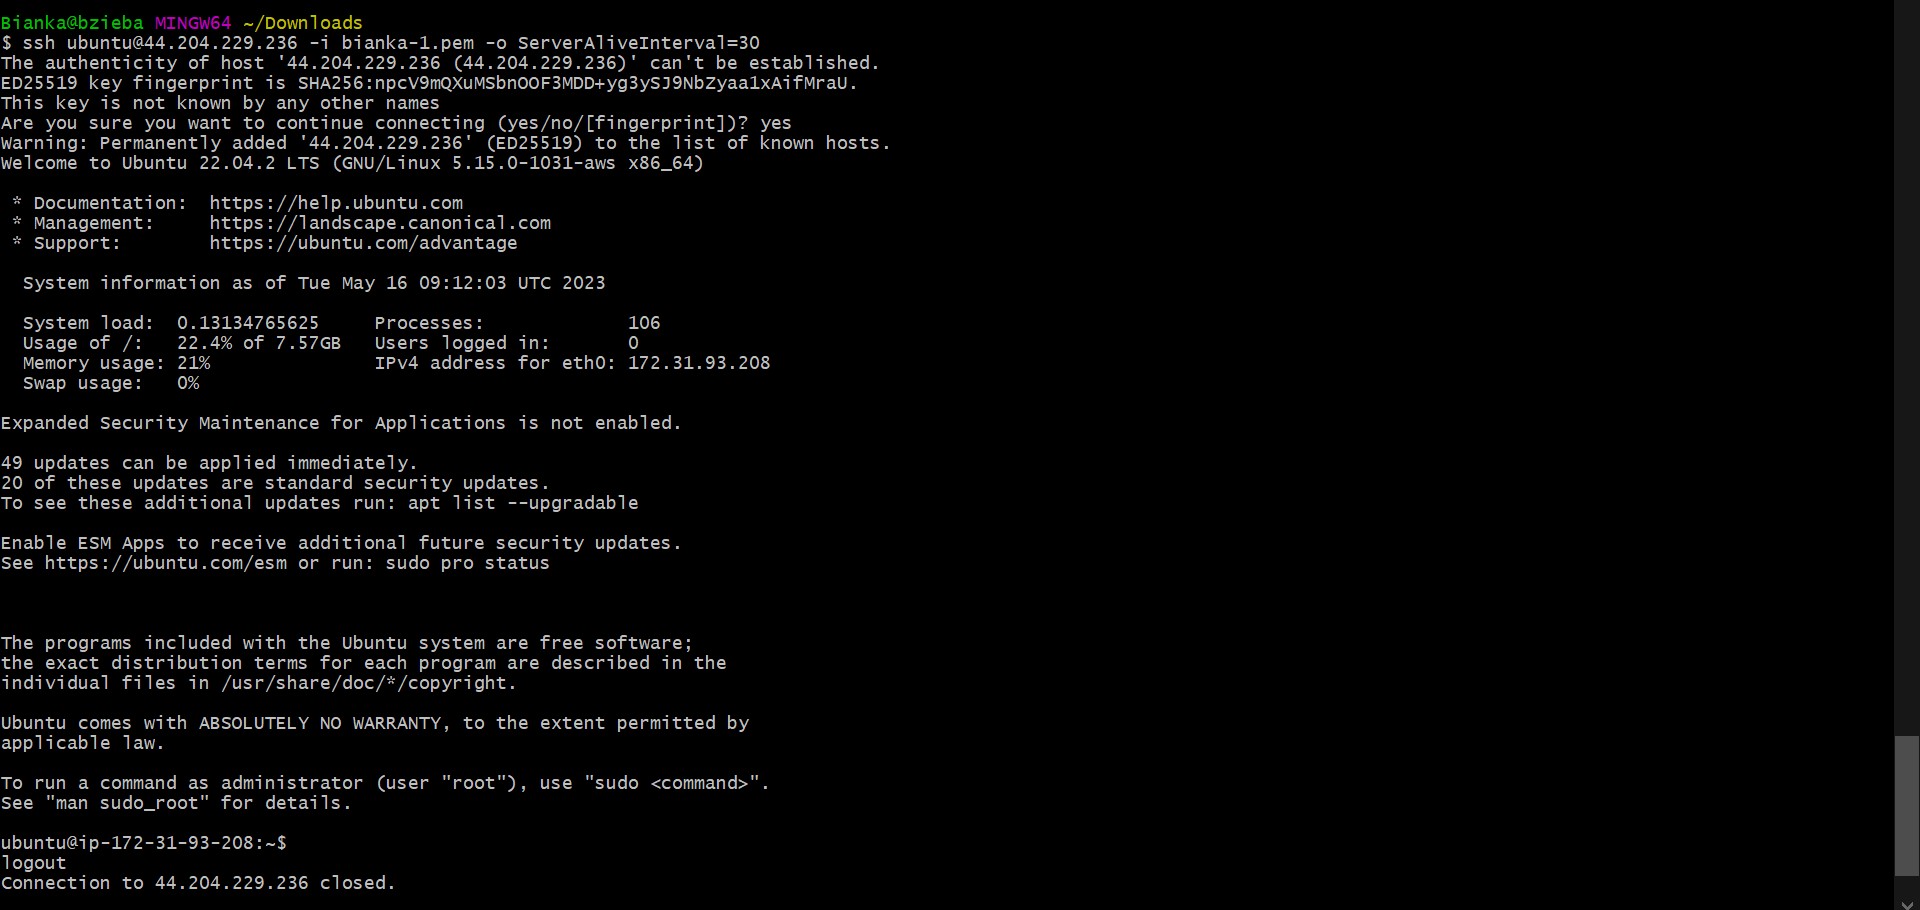 Bianka@bzieba MINGW64 ~/Downloads
$ ssh ubuntu@44.204.229.236 -i bianka-1.pem -o ServerAliveInterval=30
The authenticity of host '44.204.229.236 (44.204.229.236)' can't be established.
ED25519 key fingerprint is SHA256:npcV9mQXuMSbnOOF3MDD+yg3ySJ9NbZyaa1xAifMraU.
This key is not known by any other names
Are you sure you want to continue connecting (yes/no/[fingerprint])? yes
Warning: Permanently added '44.204.229.236' (ED25519) to the list of known hosts.
Welcome to Ubuntu 22.04.2 LTS (GNU/Linux 5.15.0-1031-aws x86_64)

 * Documentation:  https://help.ubuntu.com
 * Management:     https://landscape.canonical.com
 * Support:        https://ubuntu.com/advantage

  System information as of Tue May 16 09:12:03 UTC 2023

  System load:  0.13134765625     Processes:             106
  Usage of /:   22.4% of 7.57GB   Users logged in:       0
  Memory usage: 21%               IPv4 address for eth0: 172.31.93.208
  Swap usage:   0%

Expanded Security Maintenance for Applications is not enabled.

49 updates can be applied immediately.
20 of these updates are standard security updates.
To see these additional updates run: apt list --upgradable

Enable ESM Apps to receive additional future security updates.
See https://ubuntu.com/esm or run: sudo pro status

The programs included with the Ubuntu system are free software;
the exact distribution terms for each program are described in the
individual files in /usr/share/doc/*/copyright.

Ubuntu comes with ABSOLUTELY NO WARRANTY, to the extent permitted by
applicable law.

To run a command as administrator (user "root"), use "sudo <command>".
See "man sudo_root" for details.

ubuntu@ip-172-31-93-208:~$
logout
Connection to 44.204.229.236 closed.